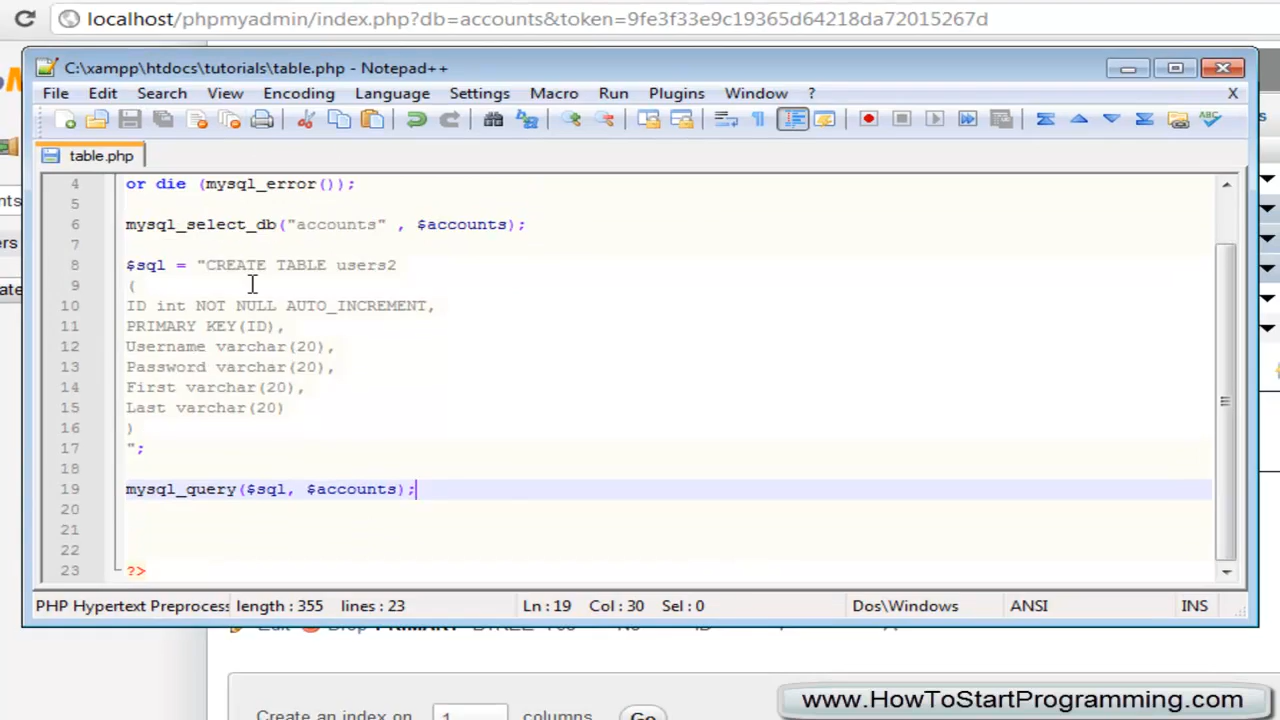 localhost/phpmyadmin/index.php?db=accounts&token=9fe3f33e9c19365d64218da72015267d
C:\xampp\htdocs\tutorials\table.php - Notepad++
File Edit Search View Encoding Language Settings Macro Run Plugins Window ? X
table.php
4 or die (mysql_error());
5
6 mysql_select_db("accounts" , $accounts);
7
8 $sql = "CREATE TABLE users2
9 (
10 ID int NOT NULL AUTO_INCREMENT,
11 PRIMARY KEY(ID),
12 Username varchar(20),
13 Password varchar(20),
14 First varchar(20),
15 Last varchar(20)
16 )
17 ";
18
19 mysql_query($sql, $accounts);
20
21
22
23 ?>
PHP Hypertext Preprocess length : 355 lines : 23 Ln : 19 Col : 30 Sel : 0 Dos\Windows ANSI INS
Create an index on 1 columns Go
www.HowToStartProgramming.com